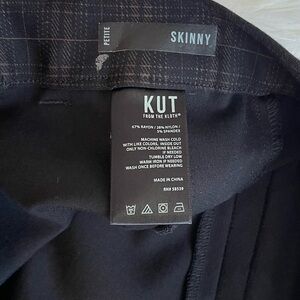 PETITE
SKINNY
KUT
FROM THE KLOTH®
67% RAYON / 28% NYLON /
5% SPANDEX
MACHINE WASH COLD
WITH LIKE COLORS, INSIDE OUT
ONLY NON-CHLORINE BLEACH
IF NEEDED
TUMBLE DRY LOW
WARM IRON IF NEEDED
WASH ONCE BEFORE WEARING
MADE IN CHINA
RN# 58539